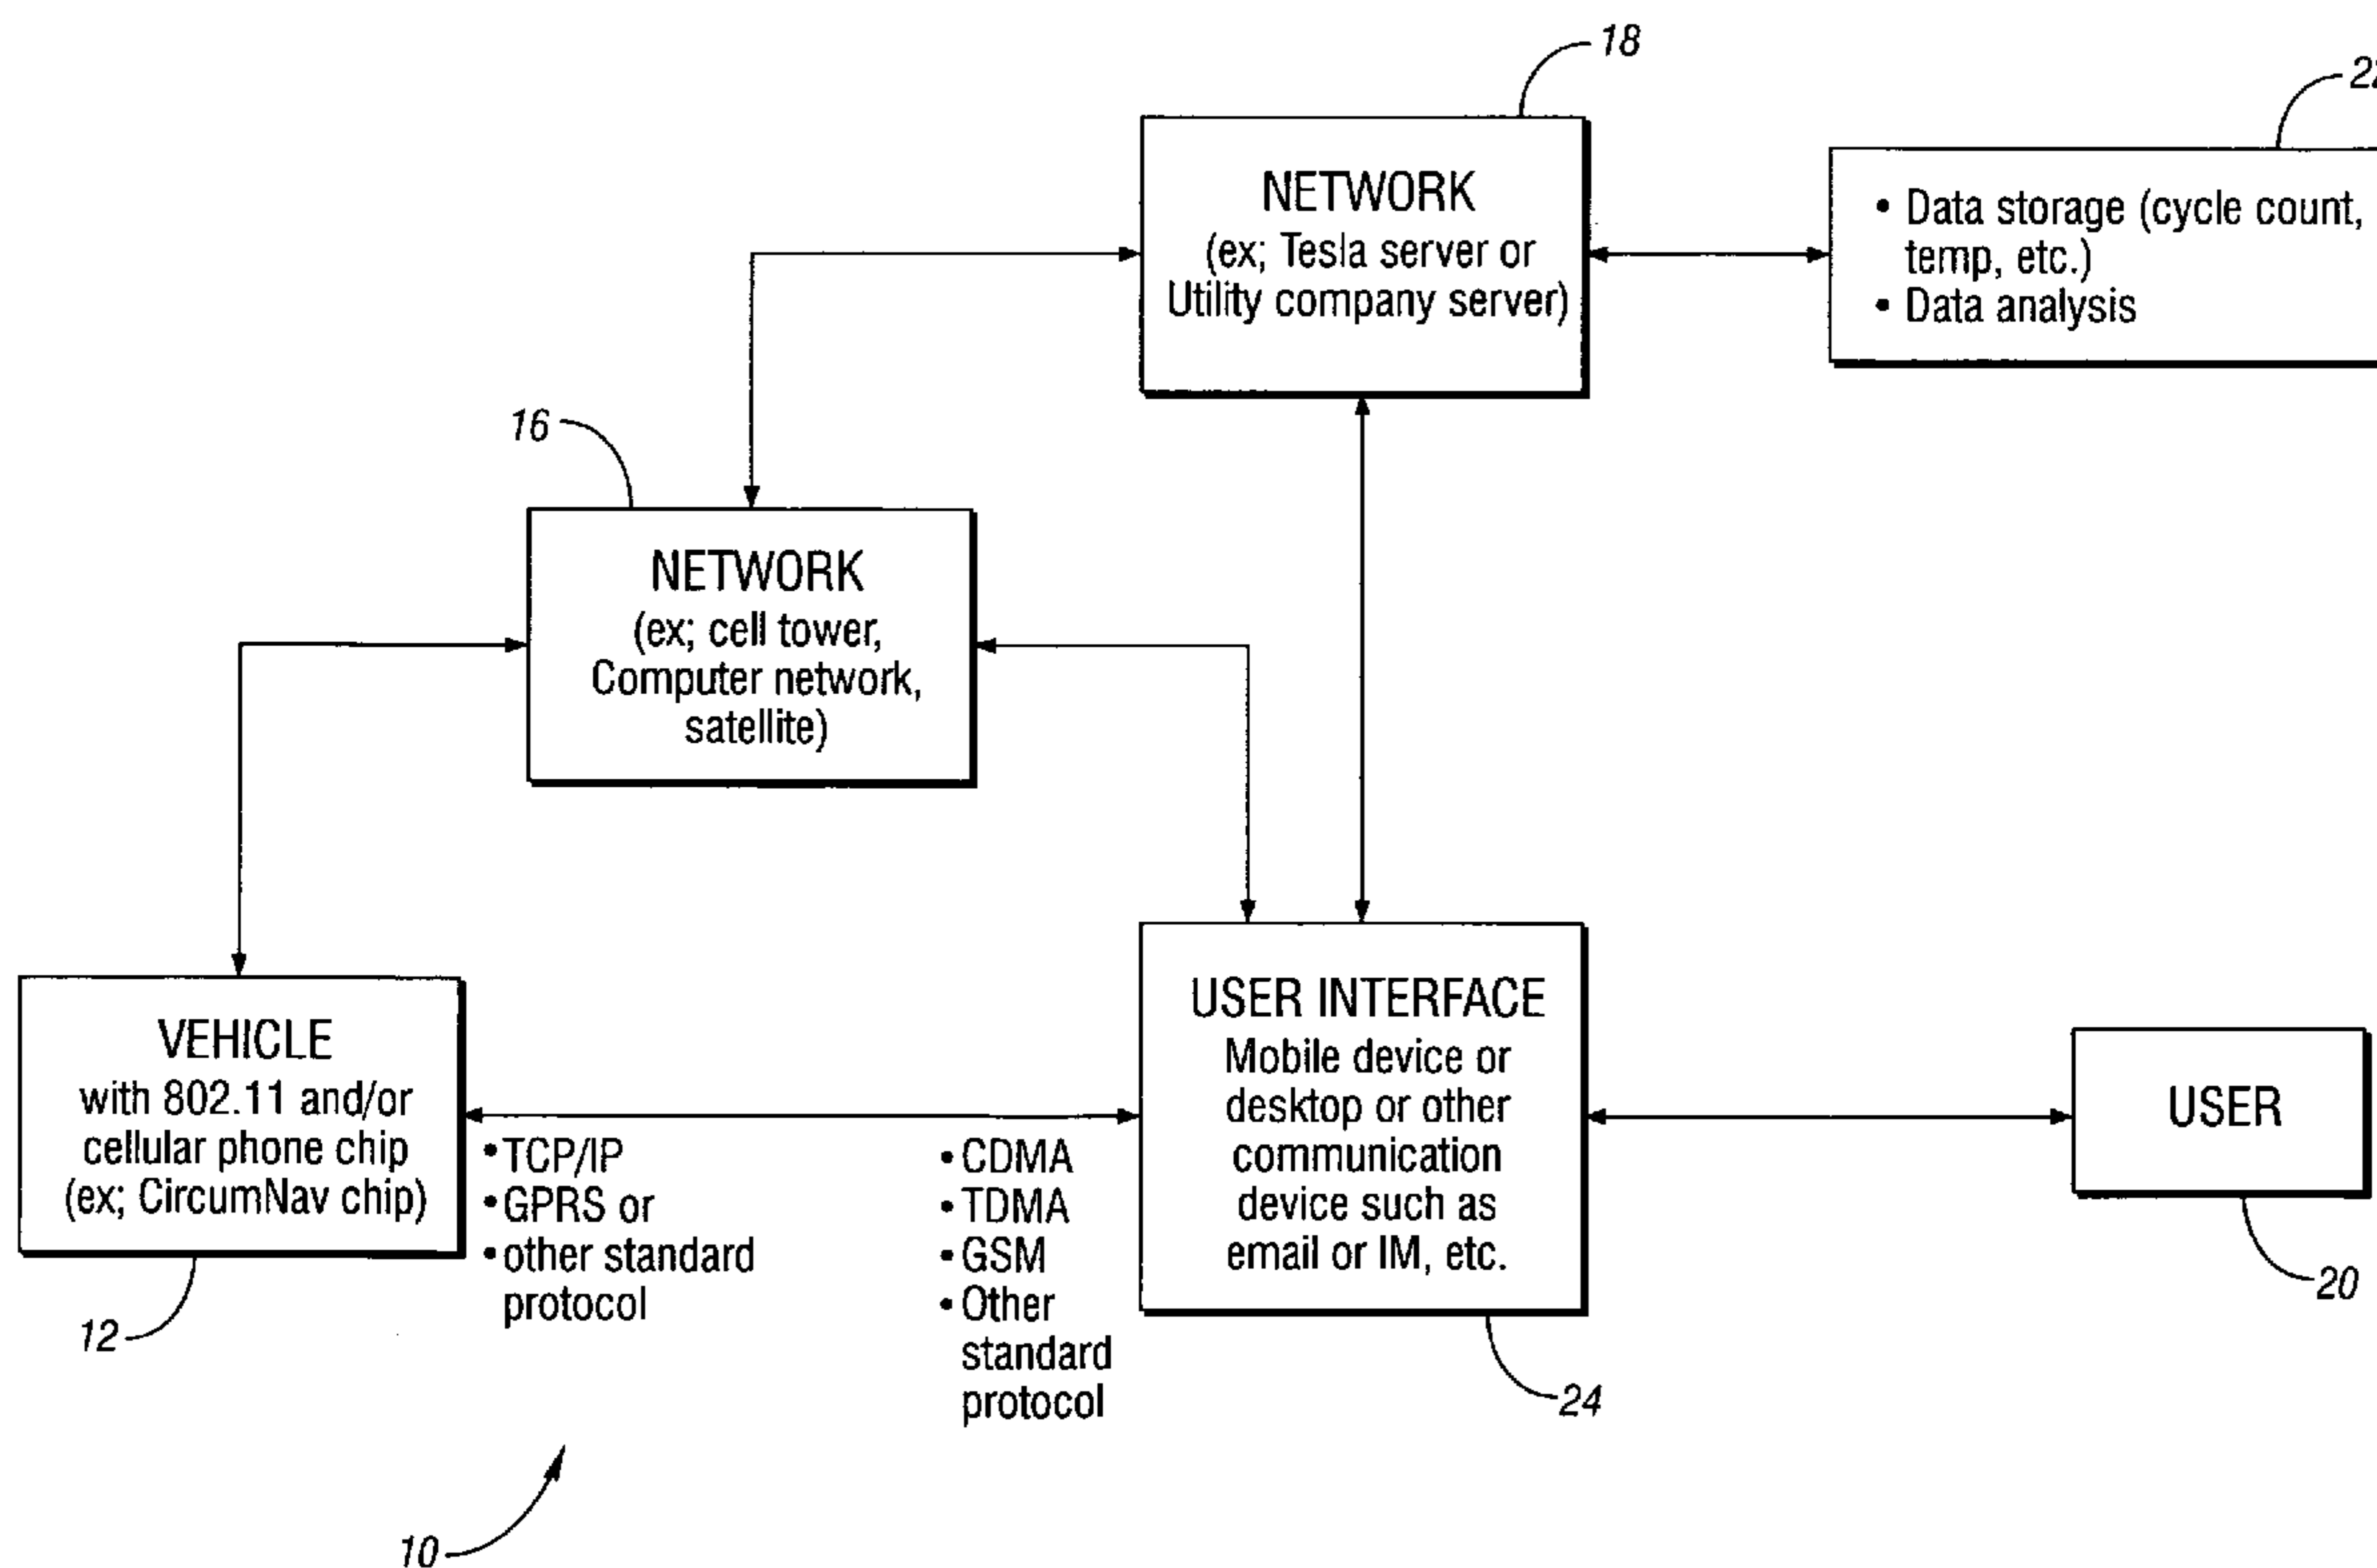 18
22
NETWORK
(ex; Tesla server or
Utility company server)
• Data storage (cycle count,
temp, etc.)
• Data analysis
16
NETWORK
(ex; cell tower,
Computer network,
satellite)
VEHICLE
with 802.11 and/or
cellular phone chip
(ex; CircumNav chip)
12
• TCP/IP
• GPRS or
• other standard
protocol
• CDMA
• TDMA
• GSM
• Other
standard
protocol
USER INTERFACE
Mobile device or
desktop or other
communication
device such as
email or IM, etc.
24
USER
20
10